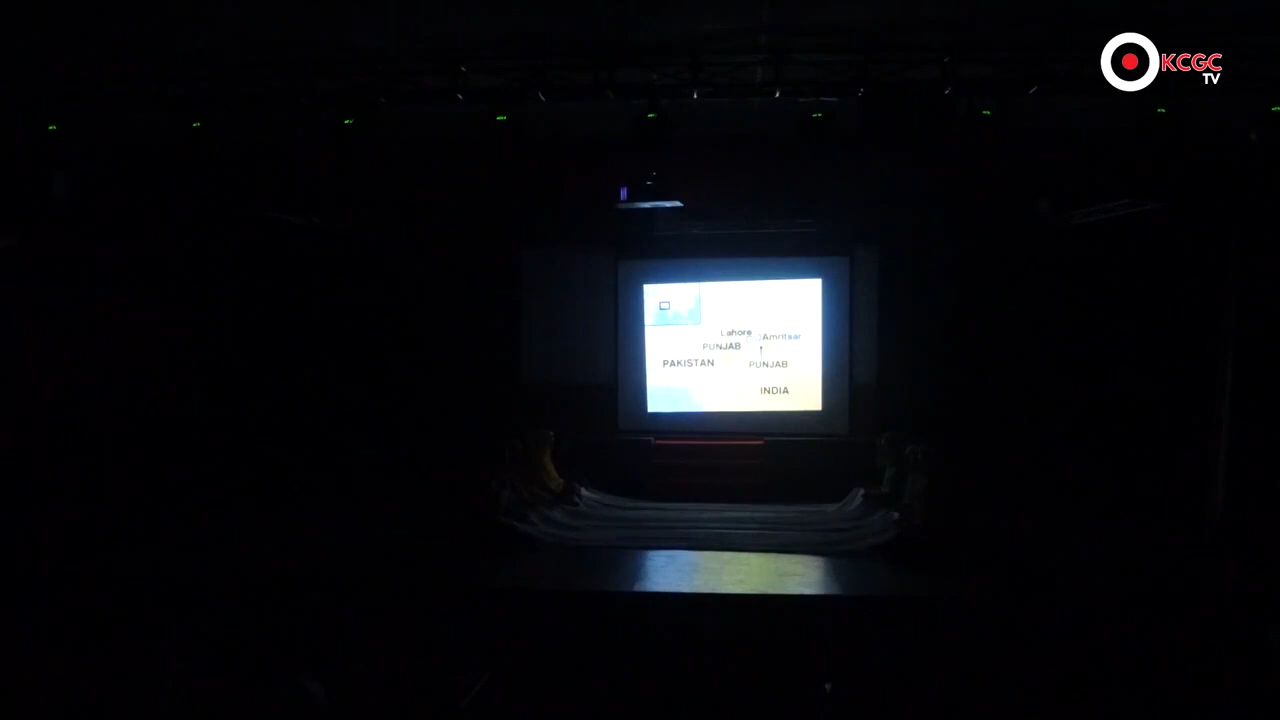 KCGC
TV
Lahore
Amritsar
PUNJAB
PAKISTAN
PUNJAB
INDIA